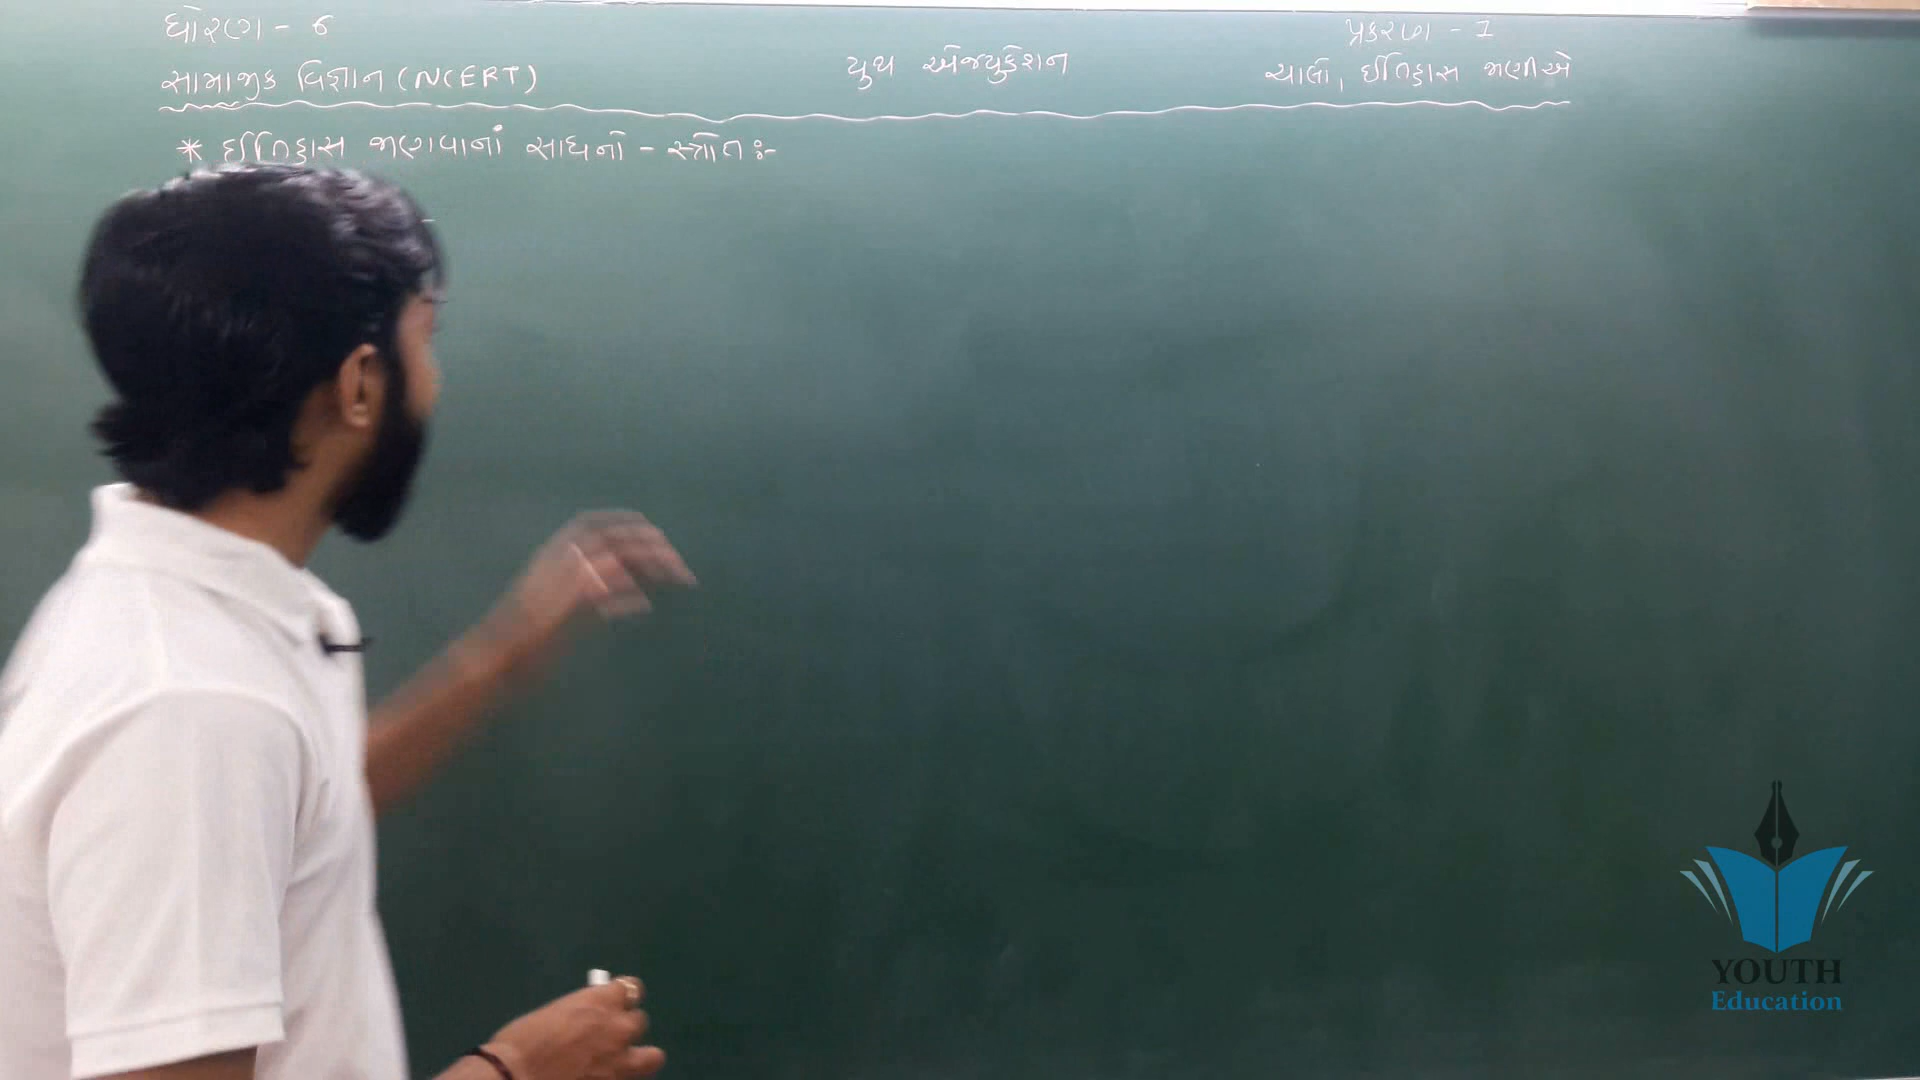 ધોરણ - 6
સામાજીક વિજ્ઞાન (NCERT)
યુથ એજ્યુકેશન
પ્રકરણ - 1
ચાલો, ઈતિહાસ જાણીએ
* ઈતિહાસ જાણવાનાં સાધનો - સ્ત્રોત :-
YOUTH
Education